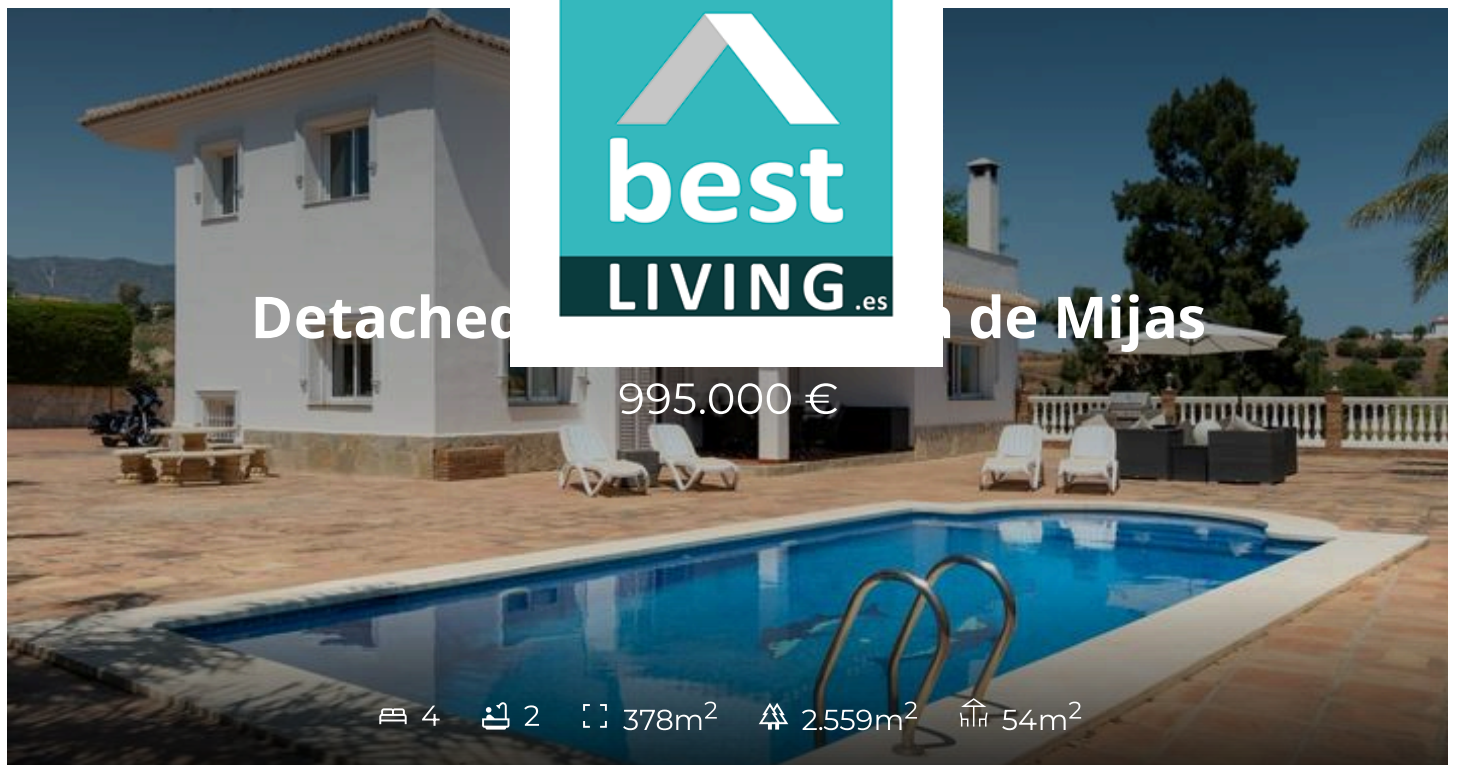 best
LIVING.es
Detached de Mijas
995.000 €
4 2 378m² 2.559m² 54m²